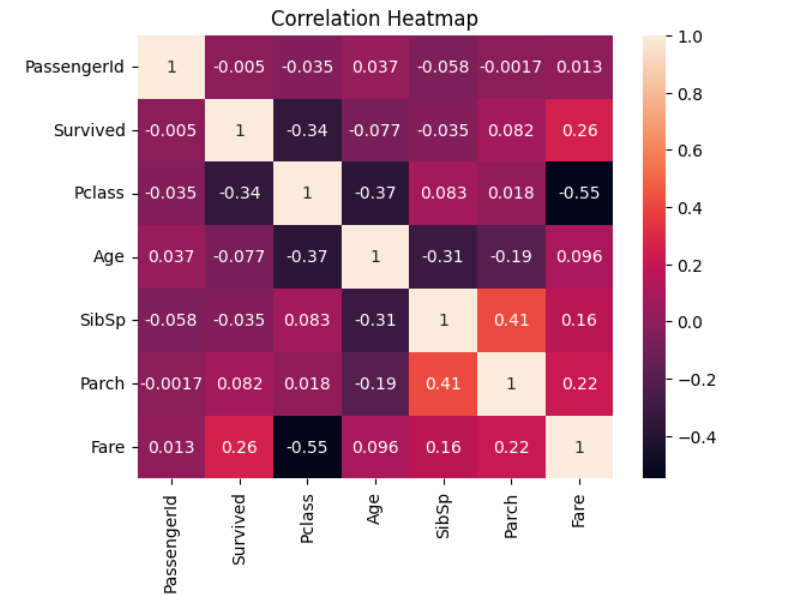 Correlation Heatmap
PassengerId 1 -0.005 -0.035 0.037 -0.058 -0.0017 0.013
Survived -0.005 1 -0.34 -0.077 -0.035 0.082 0.26
Pclass -0.035 -0.34 1 -0.37 0.083 0.018 -0.55
Age 0.037 -0.077 -0.37 1 -0.31 -0.19 0.096
SibSp -0.058 -0.035 0.083 -0.31 1 0.41 0.16
Parch -0.0017 0.082 0.018 -0.19 0.41 1 0.22
Fare 0.013 0.26 -0.55 0.096 0.16 0.22 1
PassengerId Survived Pclass Age SibSp Parch Fare
1.0
0.8
0.6
0.4
0.2
0.0
−0.2
−0.4